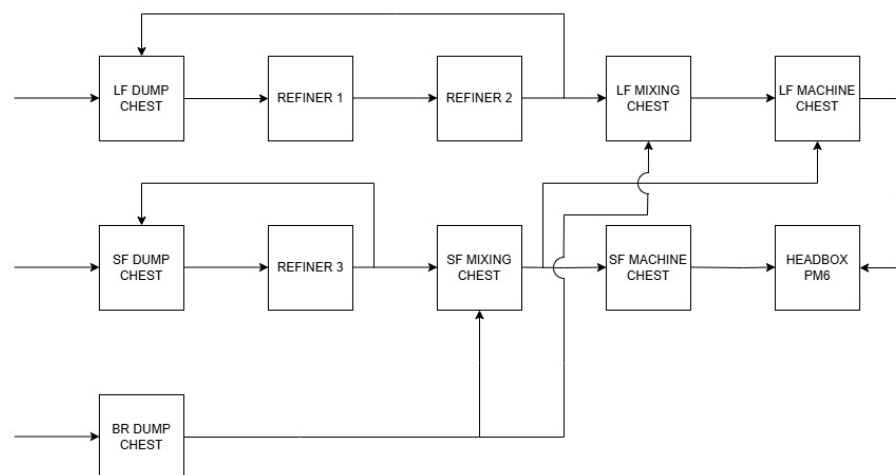 LF DUMP
CHEST
REFINER 1
REFINER 2
LF MIXING
CHEST
LF MACHINE
CHEST
SF DUMP
CHEST
REFINER 3
SF MIXING
CHEST
SF MACHINE
CHEST
HEADBOX
PM6
BR DUMP
CHEST